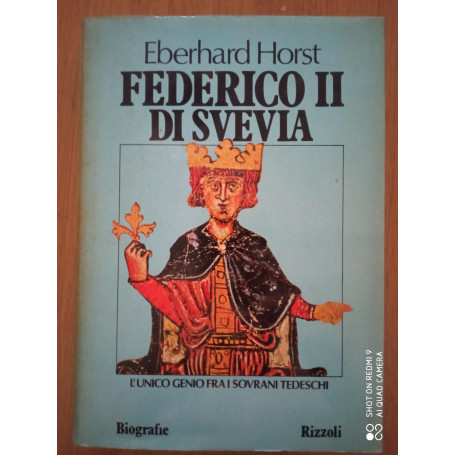 Eberhard Horst
FEDERICO II
DI SVEVIA
L'UNICO GENIO FRA I SOVRANI TEDESCHI
Biografie
Rizzoli
SHOT ON REDMI 9
AI QUAD CAMERA